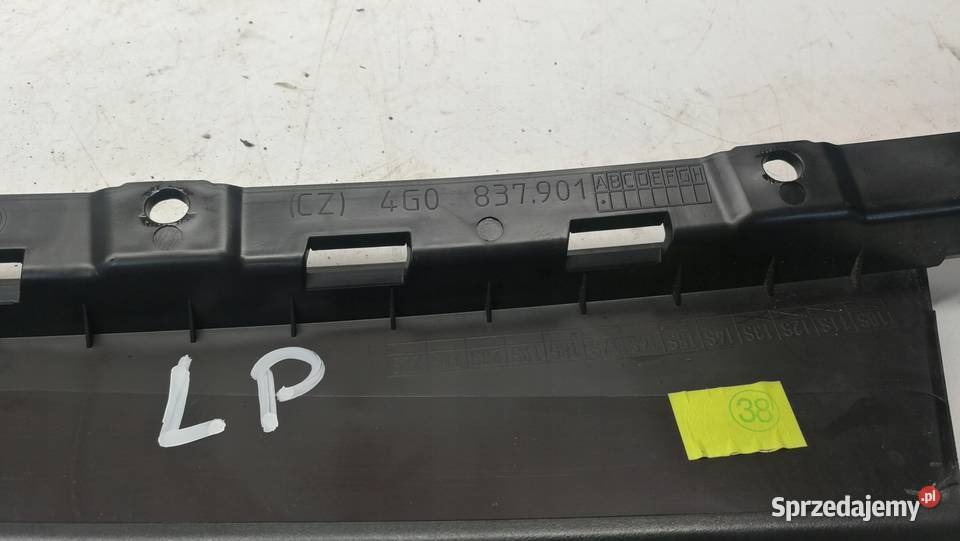 (CZ) 4G0 837.901 ABCDEFGH
LP
38
Sprzedajemy.pl